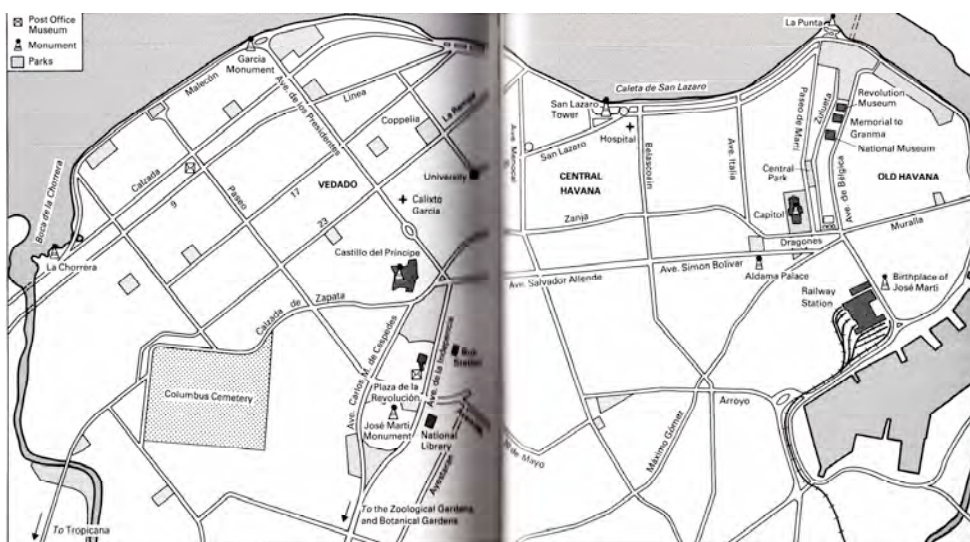 Post Office
Museum
Monument
Parks
Garcia
Monument
Malecón
Ave. de los Presidentes
Linea
La Rampa
Coppelia
Calzada
9
17
23
Paseo
VEDADO
University
Calixto
Garcia
Boca de la Chorrera
La Chorrera
Castillo del Príncipe
Calzada de Zapata
Columbus Cemetery
Ave. Carlos M. de Céspedes
Ave. de la Independencia
Bus
Station
Plaza de la
Revolución
José Martí
Monument
National
Library
Ayestarán
To Tropicana
To the Zoological Gardens
and Botanical Gardens
La Punta
Caleta de San Lazaro
San Lazaro
Tower
San Lazaro
Hospital
Belascoaín
Ave. Italia
Paseo de Martí
Zulueta
Revolution
Museum
Memorial to
Granma
National Museum
Central
Park
Ave. de Bélgica
OLD HAVANA
CENTRAL
HAVANA
Capitol
Zanja
Dragones
Muralla
Ave. Salvador Allende
Ave. Simón Bolívar
Aldama Palace
Railway
Station
Birthplace of
José Martí
Arroyo
Máximo Gómez
de Mayo